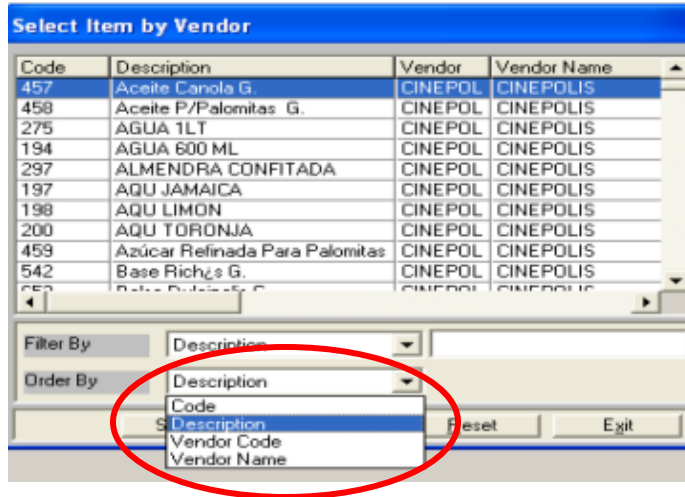 Select Item by Vendor
Code Description Vendor Vendor Name
457 Aceite Canola G. CINEPOL CINEPOLIS
458 Aceite P/Palomitas G. CINEPOL CINEPOLIS
275 AGUA 1LT CINEPOL CINEPOLIS
194 AGUA 600 ML CINEPOL CINEPOLIS
297 ALMENDRA CONFITADA CINEPOL CINEPOLIS
197 AQU JAMAICA CINEPOL CINEPOLIS
198 AQU LIMON CINEPOL CINEPOLIS
200 AQU TORONJA CINEPOL CINEPOLIS
459 Azúcar Refinada Para Palomitas CINEPOL CINEPOLIS
542 Base Rich¿s G. CINEPOL CINEPOLIS
CINEPOL CINEPOLIS
Filter By Description
Order By Description
Code
S Description Reset Exit
Vendor Code
Vendor Name